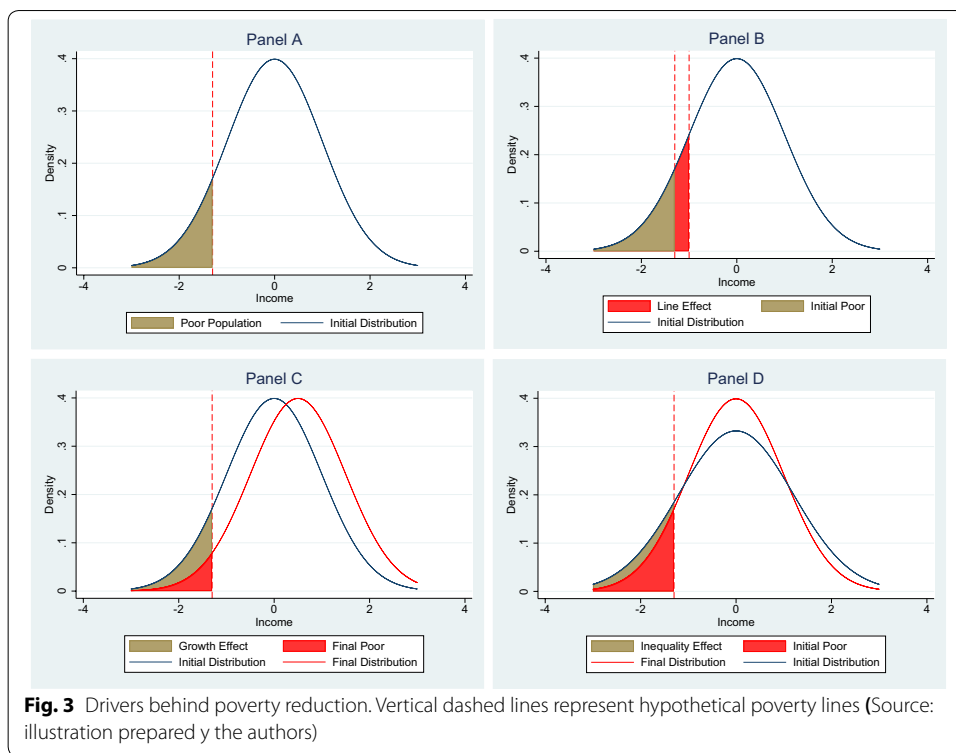 Panel A
Density
.4
.3
.2
.1
0
-4
-2
0
2
4
Income
Poor Population
Initial Distribution
Panel B
Density
.4
.3
.2
.1
0
-4
-2
0
2
4
Income
Line Effect
Initial Poor
Initial Distribution
Panel C
Density
.4
.3
.2
.1
0
-4
-2
0
2
4
Income
Growth Effect
Final Poor
Initial Distribution
Final Distribution
Panel D
Density
.4
.3
.2
.1
0
-4
-2
0
2
4
Income
Inequality Effect
Initial Poor
Final Distribution
Initial Distribution
Fig. 3 Drivers behind poverty reduction. Vertical dashed lines represent hypothetical poverty lines (Source:
illustration prepared y the authors)